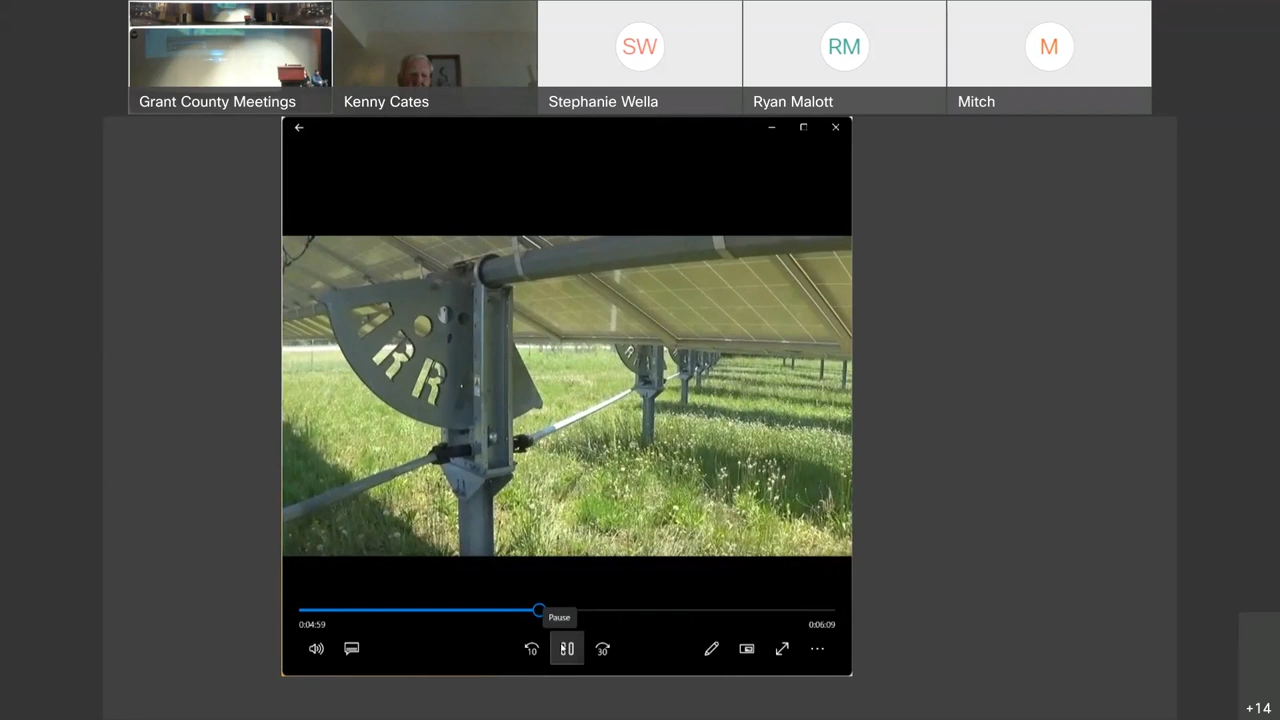 SW
RM
M
Grant County Meetings
Kenny Cates
Stephanie Wella
Ryan Malott
Mitch
ARR
Pause
0:04:59
0:06:09
10
30
+14